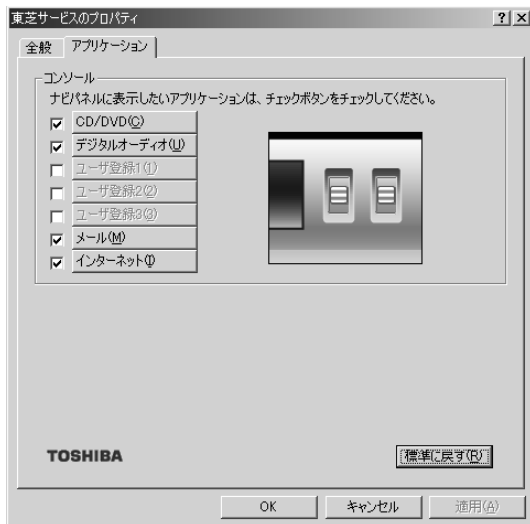 東芝サービスのプロパティ
全般 アプリケーション
コンソール
ナビパネルに表示したいアプリケーションは、チェックボタンをチェックしてください。
CD/DVD(C)
デジタルオーディオ(U)
ユーザ登録1(1)
ユーザ登録2(2)
ユーザ登録3(3)
メール(M)
インターネット(I)
TOSHIBA
標準に戻す(R)
OK キャンセル 適用(A)